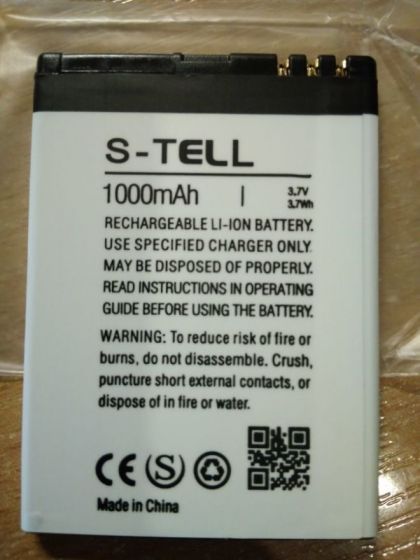 S-TELL
1000mAh | 3.7V
3.7Wh
RECHARGEABLE LI-ION BATTERY.
USE SPECIFIED CHARGER ONLY
MAY BE DISPOSED OF PROPERLY.
READ INSTRUCTIONS IN OPERATING
GUIDE BEFORE USING THE BATTERY.
WARNING: To reduce risk of fire or
burns, do not disassemble. Crush,
puncture short external contacts, or
dispose of in fire or water.
CE (S)
Made in China